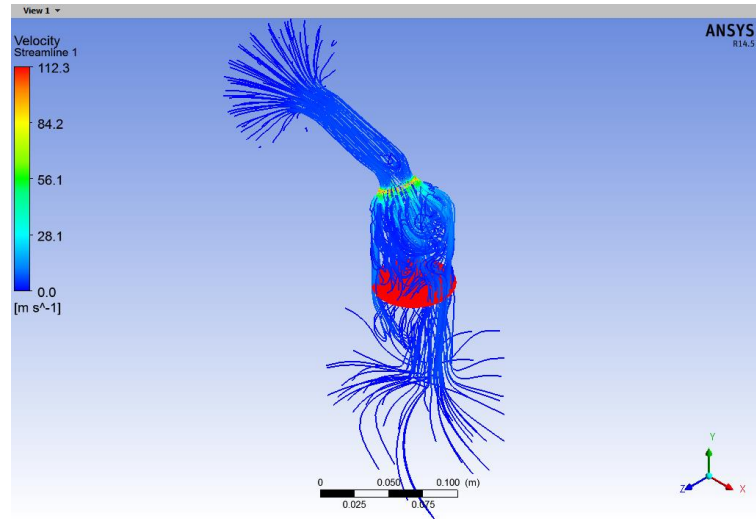 View 1
ANSYS
R14.5
Velocity
Streamline 1
112.3
84.2
56.1
28.1
0.0
[m s^-1]
0 0.050 0.100 (m)
0.025 0.075
Y
Z X